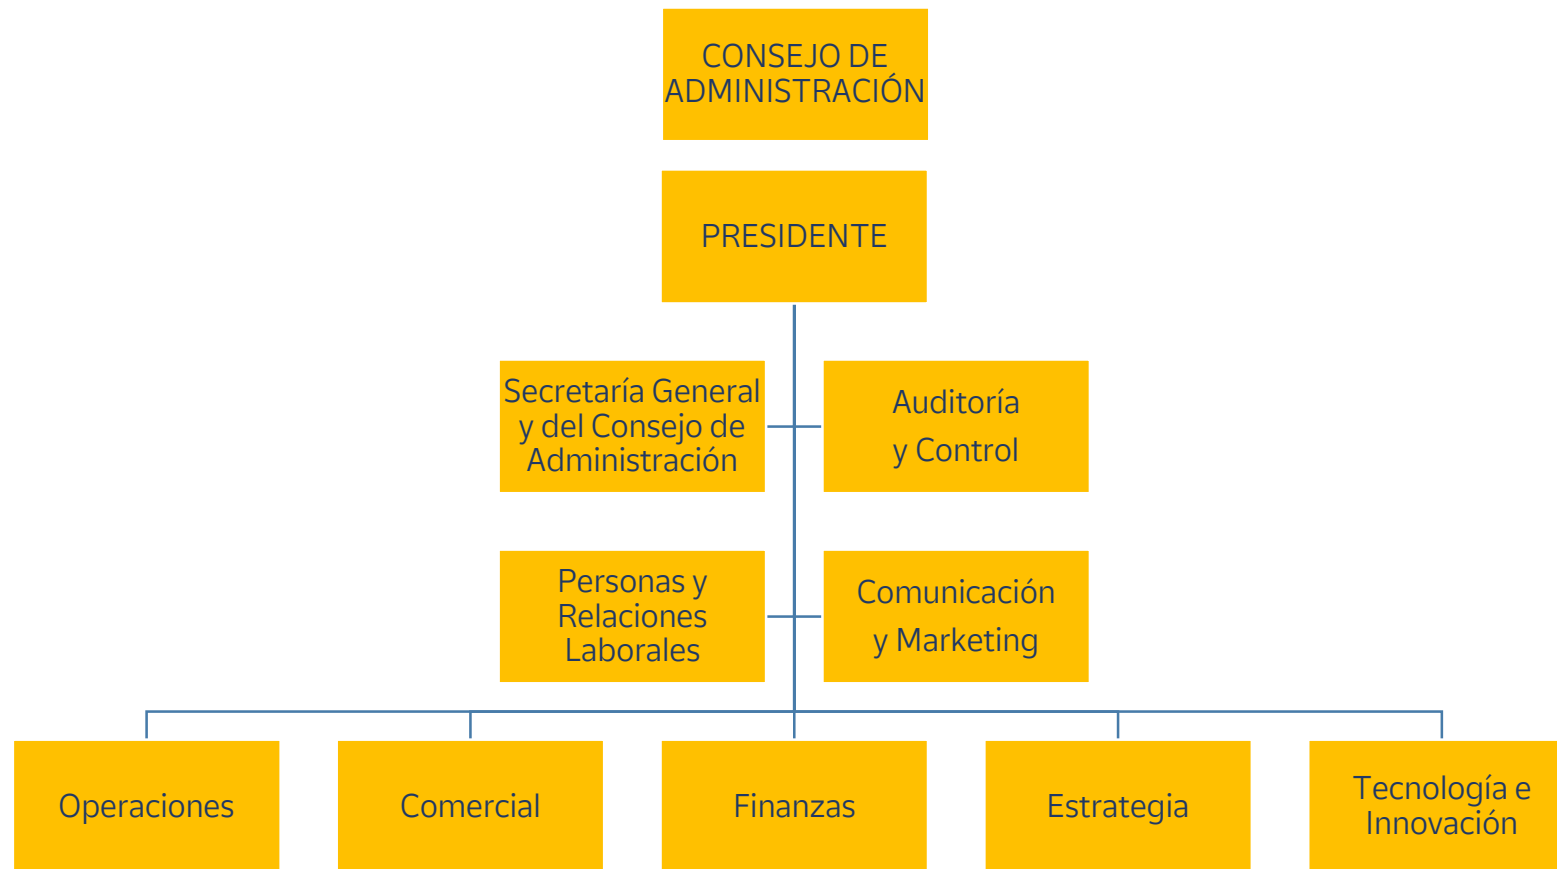 CONSEJO DE
ADMINISTRACIÓN
PRESIDENTE
Secretaría General
y del Consejo de
Administración
Auditoría
y Control
Personas y
Relaciones
Laborales
Comunicación
y Marketing
Operaciones
Comercial
Finanzas
Estrategia
Tecnología e
Innovación